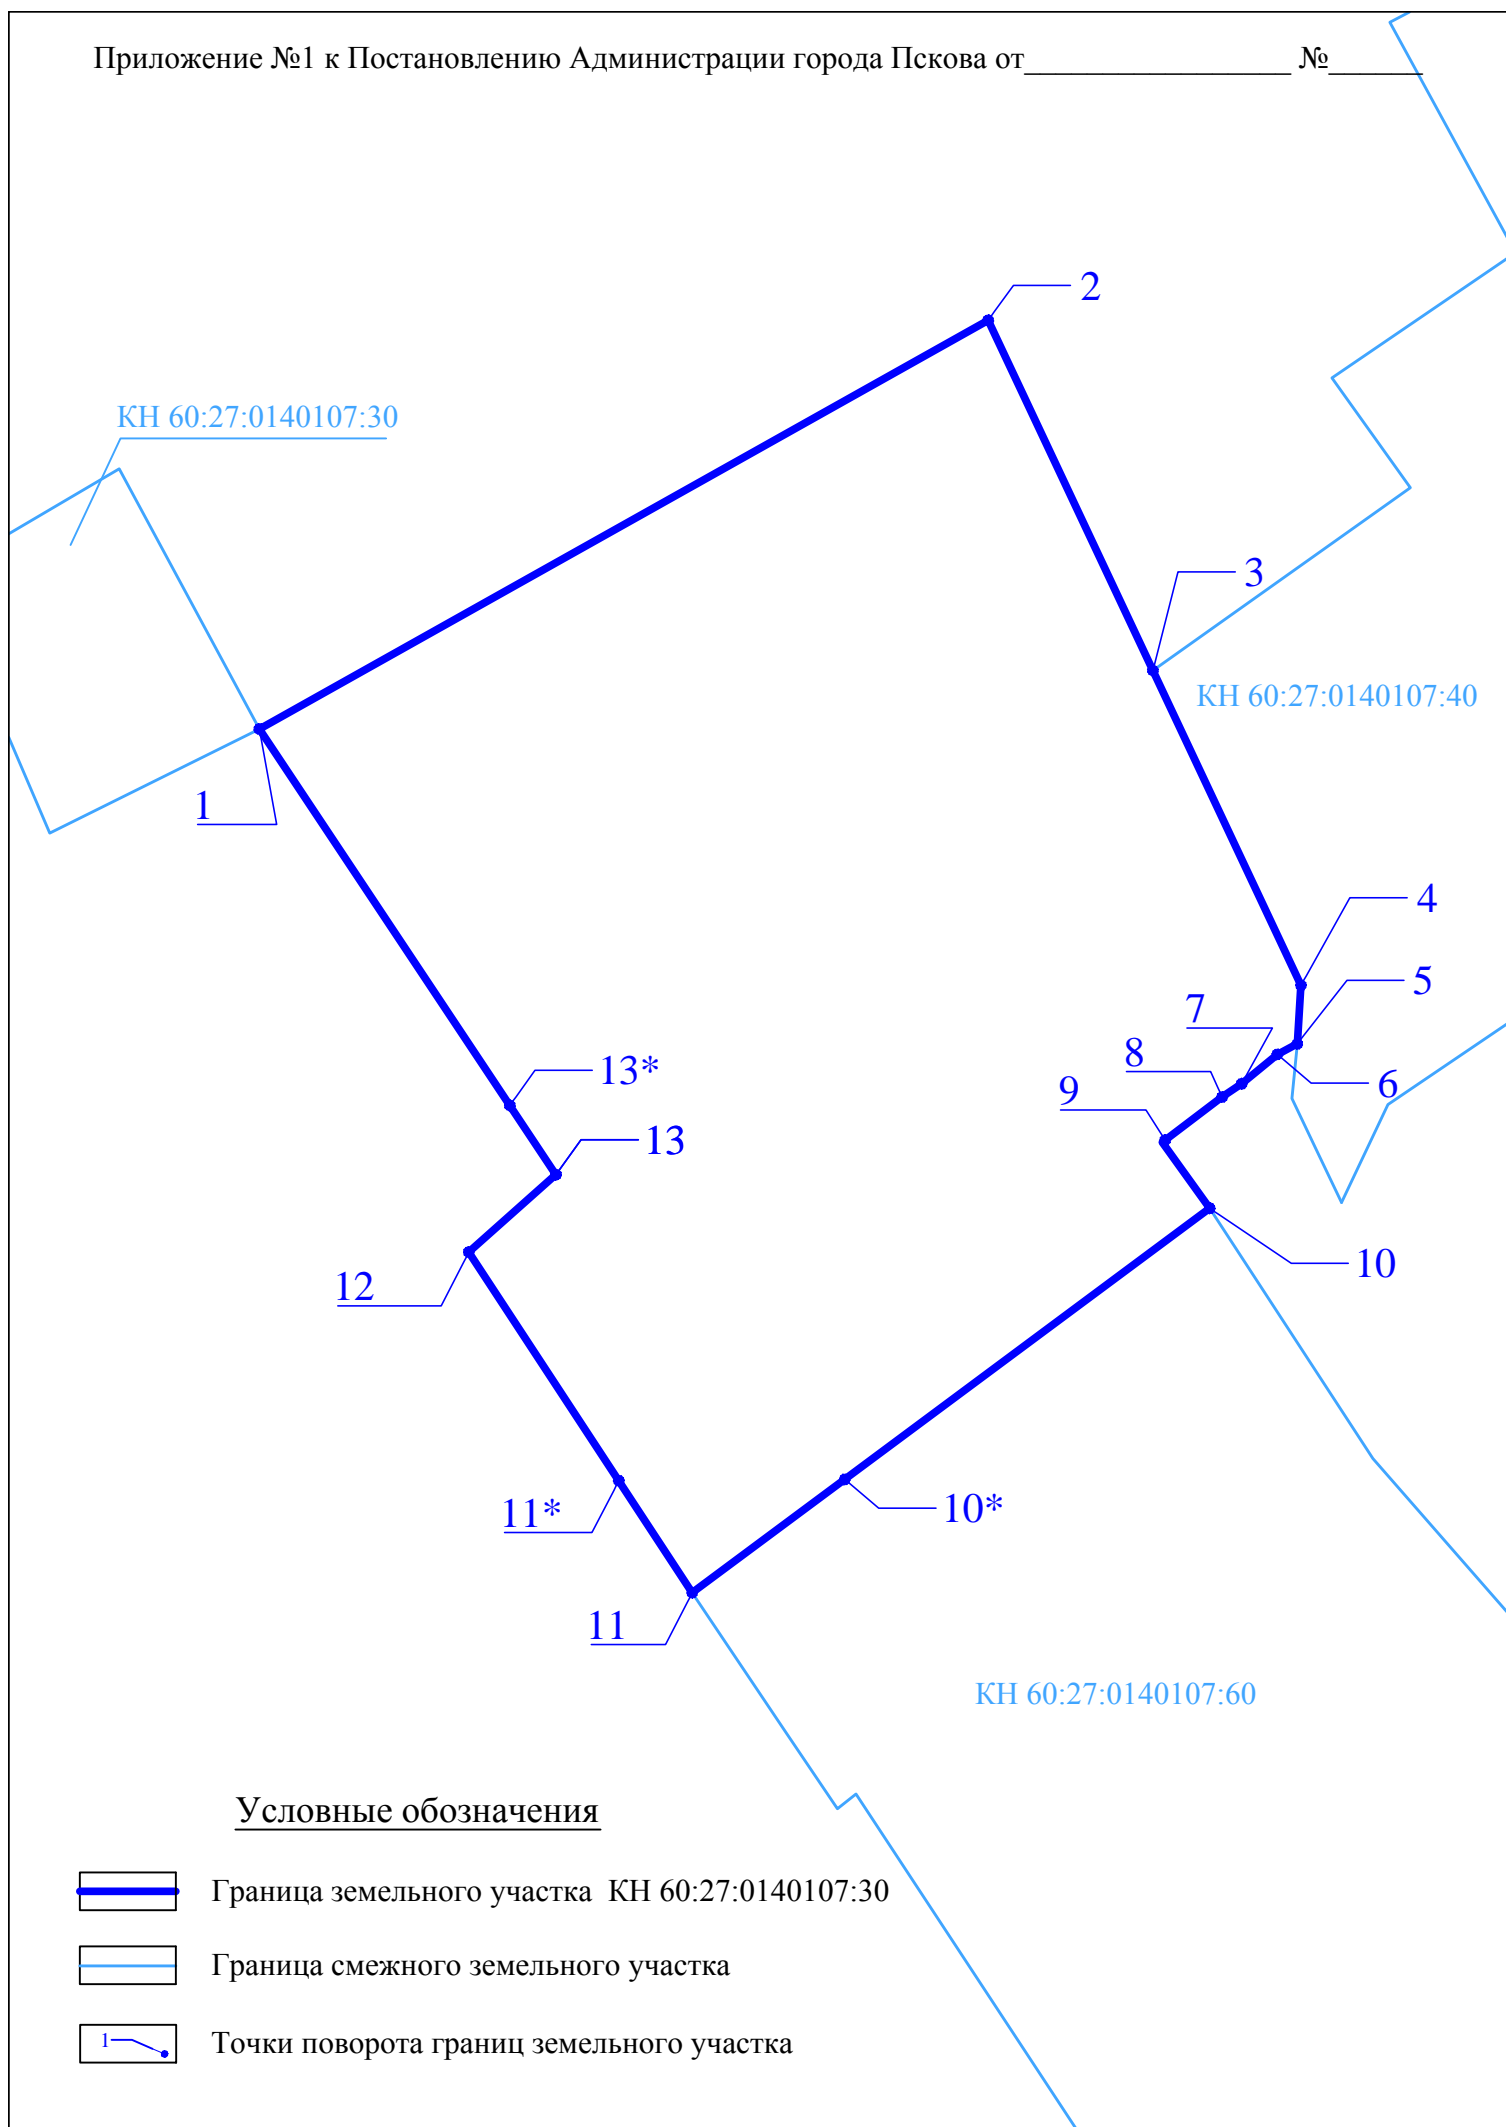 Приложение №1 к Постановлению Администрации города Пскова от_________________ №______
2
КН 60:27:0140107:30
3
КН 60:27:0140107:40
1
4
5
7
8
6
9
13*
13
10
12
11*
10*
11
КН 60:27:0140107:60
Условные обозначения
Граница земельного участка КН 60:27:0140107:30
Граница смежного земельного участка
1
Точки поворота границ земельного участка